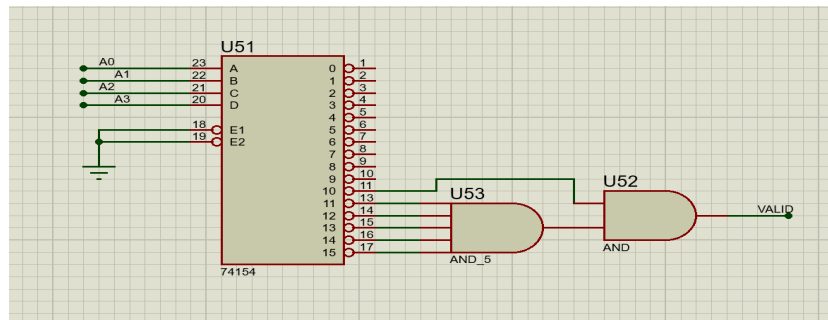 U51
A0 23 A 0 1
A1 22 B 1 2
A2 21 C 2 3
A3 20 D 3 4
4 5
18 E1 5 6
19 E2 6 7
7 8
8 9
9 10
10 11
11 13
12 14
13 15
14 16
15 17
74154
U53
AND_5
U52
AND
VALID